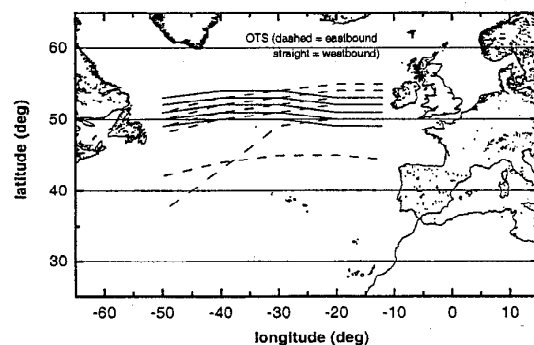 OTS (dashed = eastbound
straight = westbound)
60
50
40
30
latitude (deg)
-60 -50 -40 -30 -20 -10 0 10
longitude (deg)